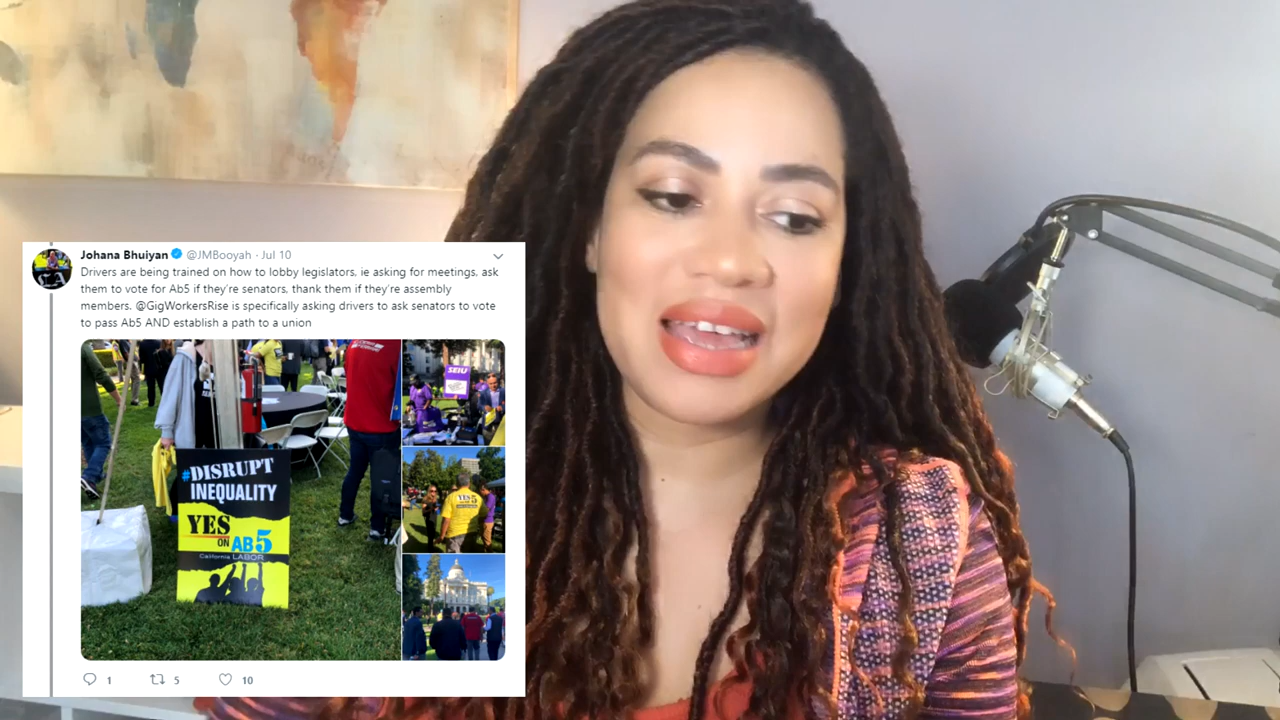 Johana Bhuiyan @JMBooyah · Jul 10
Drivers are being trained on how to lobby legislators, ie asking for meetings, ask
them to vote for Ab5 if they're senators, thank them if they're assembly
members. @GigWorkersRise is specifically asking drivers to ask senators to vote
to pass Ab5 AND establish a path to a union
SEIU
#DISRUPT
INEQUALITY
YES
ON AB5
California LABOR
YES
1 5 10